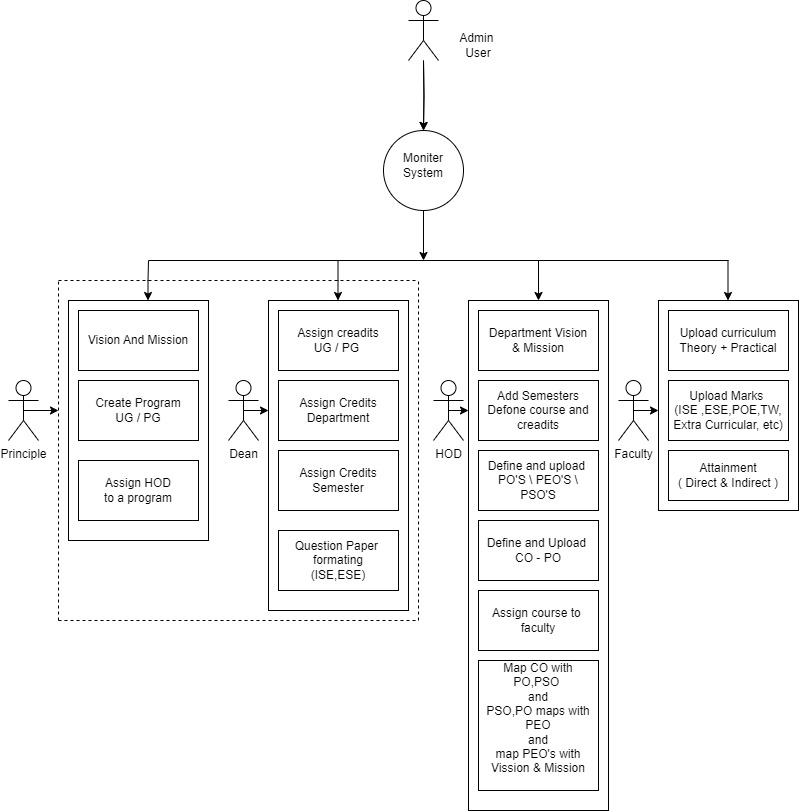 Admin
User
Moniter
System
Principle
Vision And Mission
Create Program
UG / PG
Assign HOD
to a program
Dean
Assign creadits
UG / PG
Assign Credits
Department
Assign Credits
Semester
Question Paper
formating
(ISE,ESE)
HOD
Department Vision
& Mission
Add Semesters
Defone course and
creadits
Define and upload
PO'S \ PEO'S \
PSO'S
Define and Upload
CO - PO
Assign course to
faculty
Map CO with
PO,PSO
and
PSO,PO maps with
PEO
and
map PEO's with
Vission & Mission
Faculty
Upload curriculum
Theory + Practical
Upload Marks
(ISE ,ESE,POE,TW,
Extra Curricular, etc)
Attainment
( Direct & Indirect )